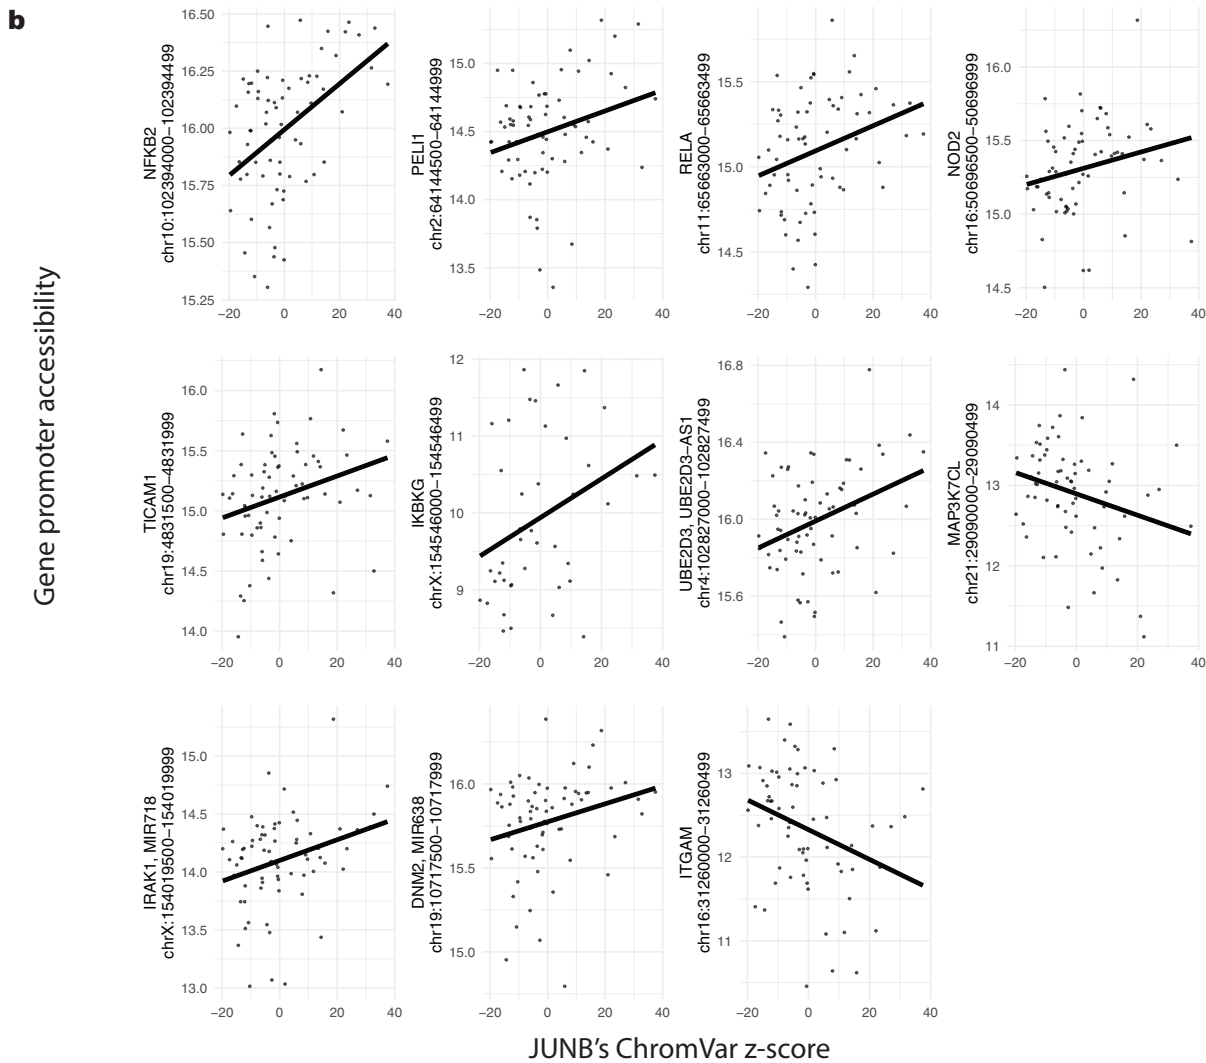 b
Gene promoter accessibility
NFKB2
chr10:102394000−102394499
16.50
16.25
16.00
15.75
15.50
15.25
−20 0 20 40
PELI1
chr2:64144500−64144999
15.0
14.5
14.0
13.5
−20 0 20 40
RELA
chr11:65663000−65663499
15.5
15.0
14.5
−20 0 20 40
NOD2
chr16:50696500−50696999
16.0
15.5
15.0
14.5
−20 0 20 40
TICAM1
chr19:4831500−4831999
16.0
15.5
15.0
14.5
14.0
−20 0 20 40
IKBKG
chrX:154546000−154546499
12
11
10
9
−20 0 20 40
UBE2D3, UBE2D3−AS1
chr4:102827000−102827499
16.8
16.4
16.0
15.6
−20 0 20 40
MAP3K7CL
chr21:29090000−29090499
14
13
12
11
−20 0 20 40
IRAK1, MIR718
chrX:154019500−154019999
15.0
14.5
14.0
13.5
13.0
−20 0 20 40
DNM2, MIR638
chr19:10717500−10717999
16.0
15.5
15.0
−20 0 20 40
ITGAM
chr16:31260000−31260499
13
12
11
−20 0 20 40
JUNB’s ChromVar z-score